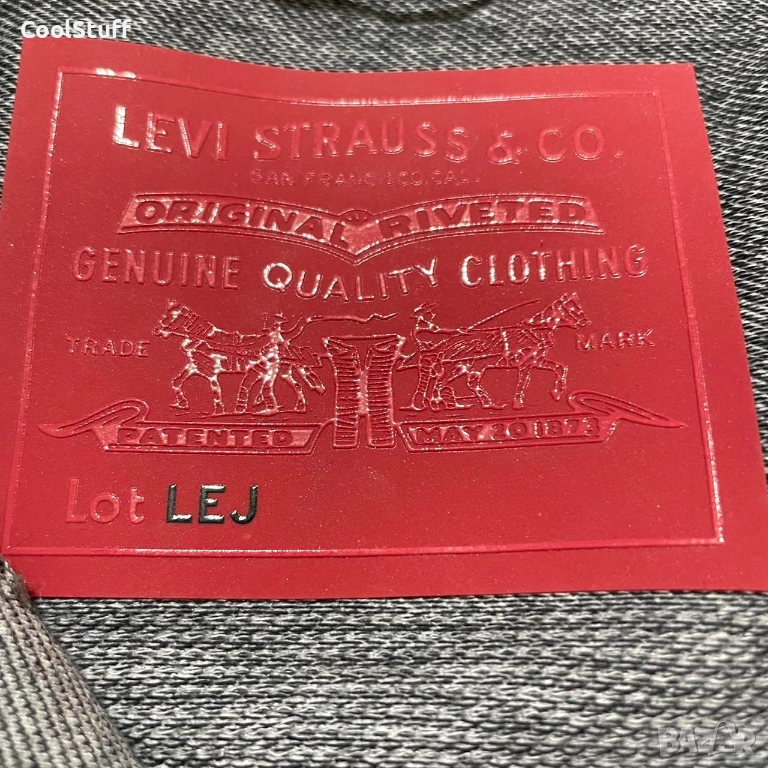 CoolStuff
LEVI STRAUSS & CO.
SAN FRANCISCO, CAL.
ORIGINAL RIVETED
GENUINE QUALITY CLOTHING
TRADE MARK
PATENTED MAY 20 1873
Lot LEJ
BAZAR